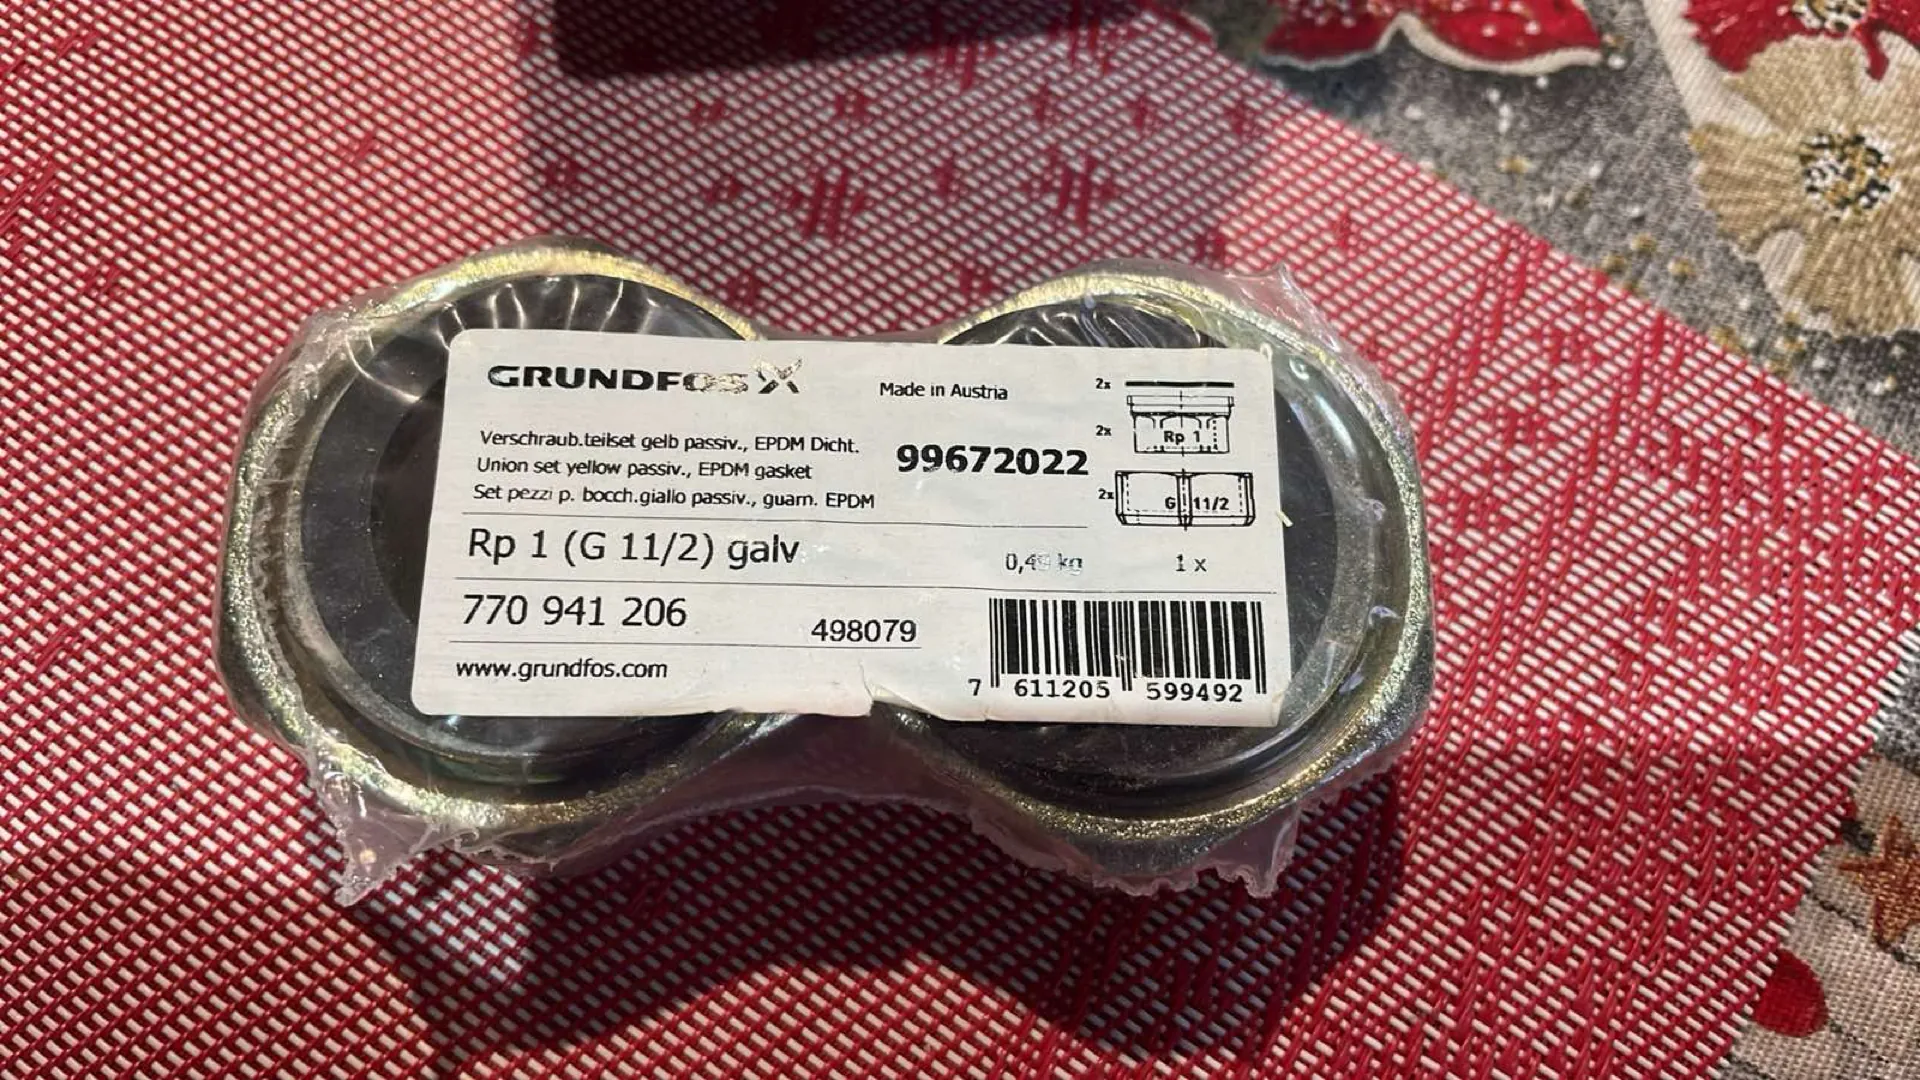 GRUNDFOS
Made in Austria
Verschraub.teilset gelb passiv., EPDM Dicht.
Union set yellow passiv., EPDM gasket
Set pezzi p. bocch.giallo passiv., guarn. EPDM
99672022
2x
2x
Rp 1
2x
G 11/2
Rp 1 (G 11/2) galv
kg
1 x
770 941 206
498079
www.grundfos.com
7 611205 599492